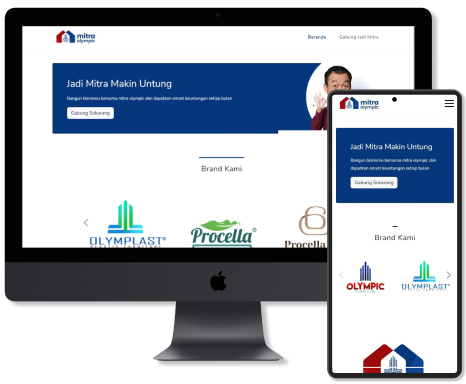 mitra
olympic
Beranda
Gabung Jadi Mitra
Jadi Mitra Makin Untung
Bangun bisnismu bersama mitra olympic dan dapatkan omset keuntungan setiap bulan
Gabung Sekarang
Brand Kami
OLYMPLAST®
Procella®
Procella
mitra
olympic
Jadi Mitra Makin Untung
Bangun bisnismu bersama mitra olympic dan
dapatkan omset keuntungan setiap bulan
Gabung Sekarang
Brand Kami
OLYMPIC
OLYMPLAST®